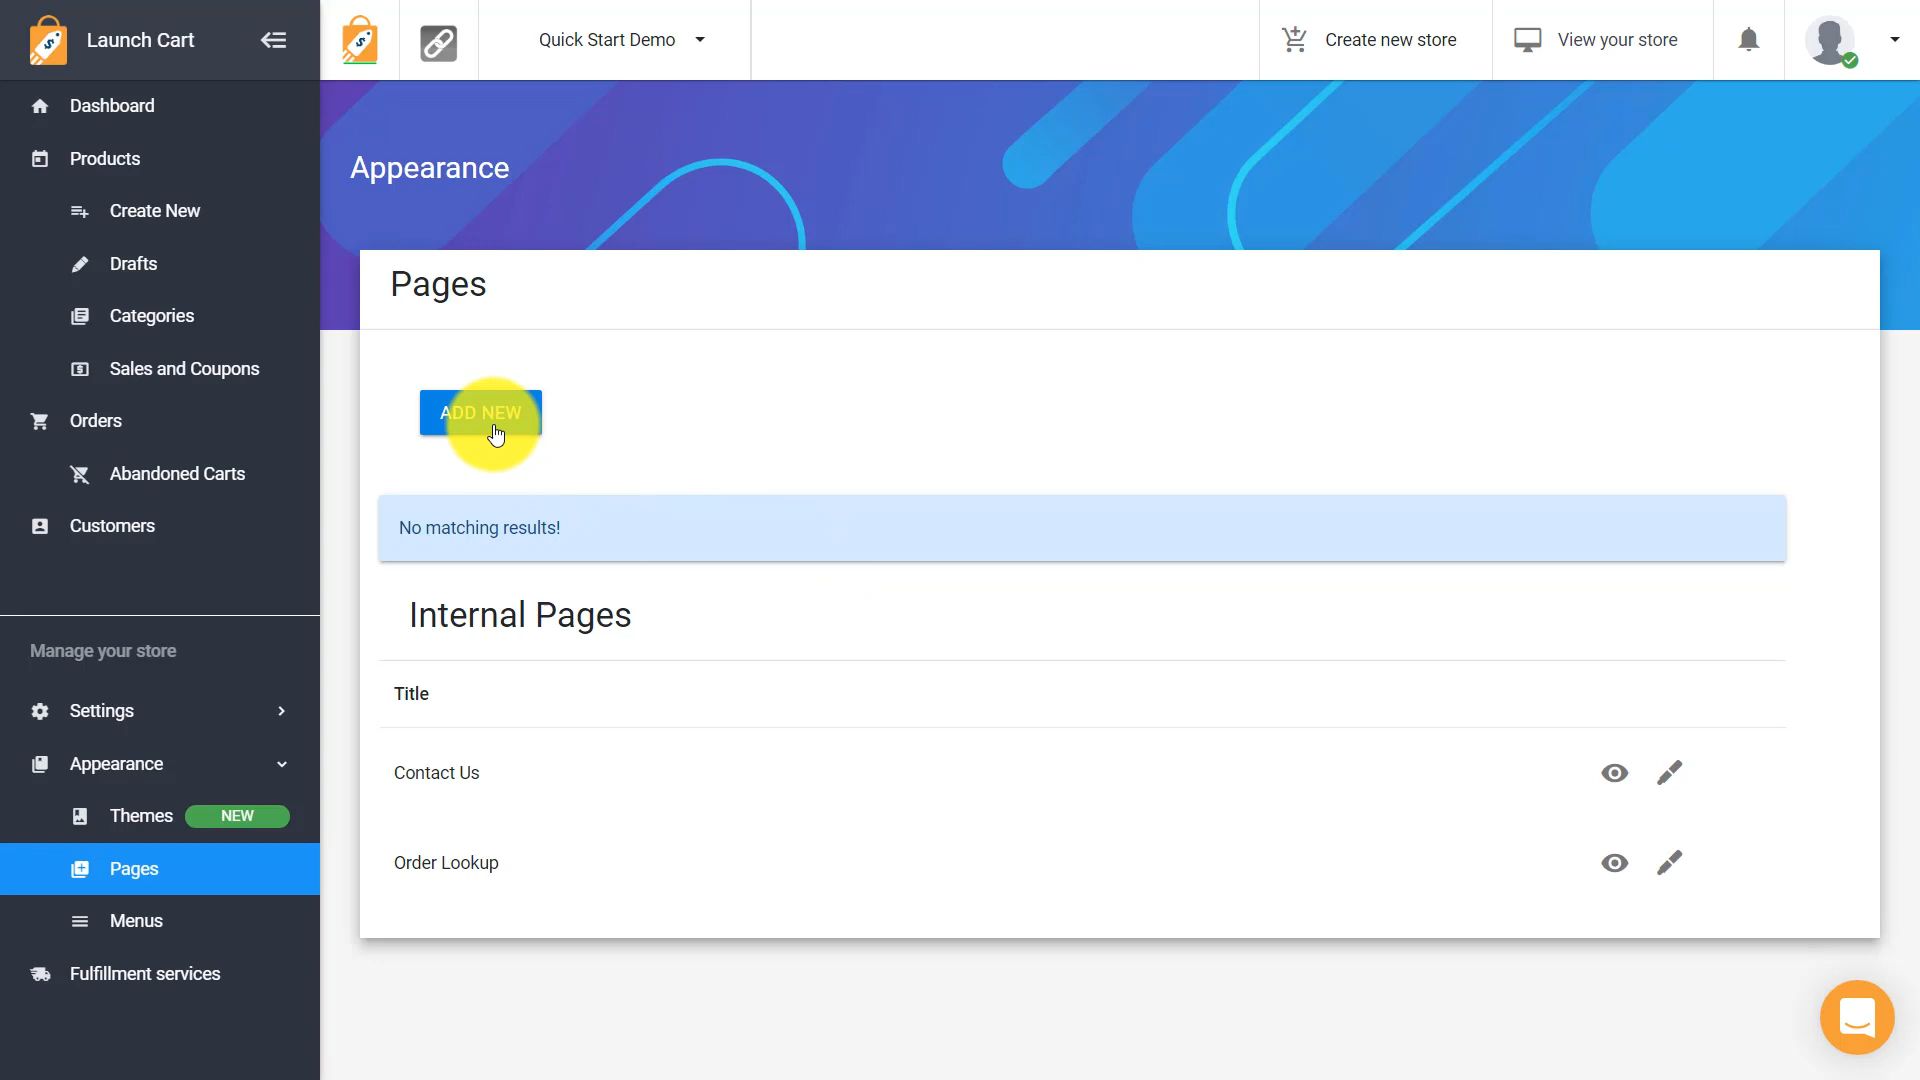 Launch Cart
Quick Start Demo
Create new store
View your store
Dashboard
Products
Create New
Drafts
Categories
Sales and Coupons
Orders
Abandoned Carts
Customers
Manage your store
Settings
Appearance
Themes NEW
Pages
Menus
Fulfillment services
Appearance
Pages
ADD NEW
No matching results!
Internal Pages
Title
Contact Us
Order Lookup